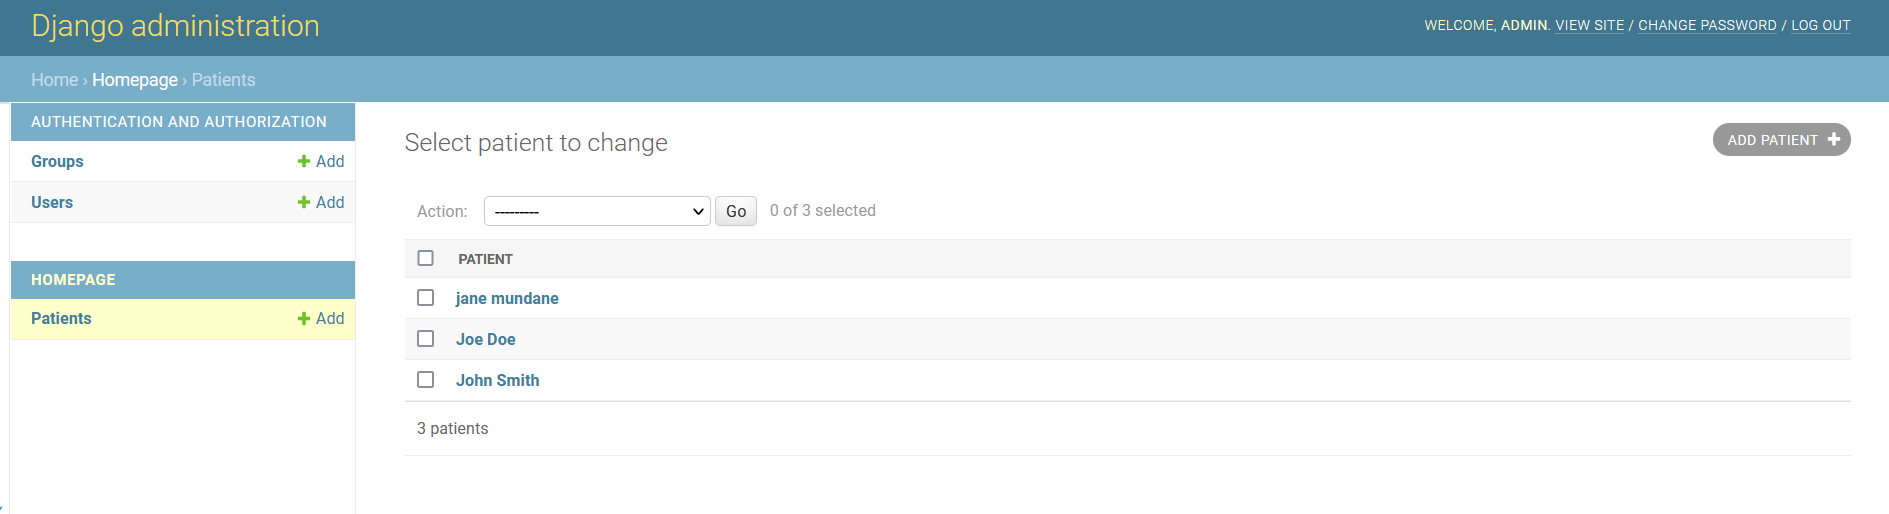 Django administration
WELCOME, ADMIN. VIEW SITE / CHANGE PASSWORD / LOG OUT
Home › Homepage › Patients
AUTHENTICATION AND AUTHORIZATION
Groups + Add
Users + Add
HOMEPAGE
Patients + Add
Select patient to change
ADD PATIENT +
Action: --------- Go 0 of 3 selected
PATIENT
jane mundane
Joe Doe
John Smith
3 patients